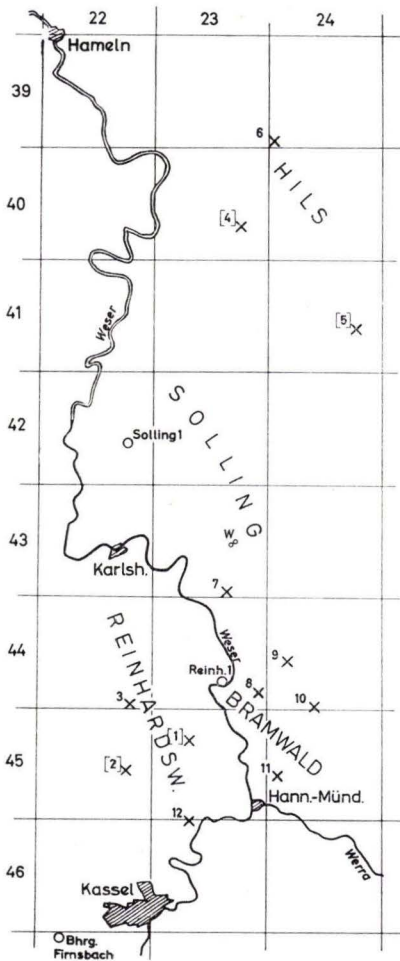 22 23 24
Hameln
39
6
HILS
40
[4]
41
[5]
Weser
SOLLING
42
Solling1
43
W
Karlsh.
7
REINHARDSW.
44
Weser
9
Reinh.1
8
3
10
BRAMWALD
[1]
45
[2]
11
Hann.-Münd.
12
Werra
46
Kassel
Bhrg.
Firnsbach